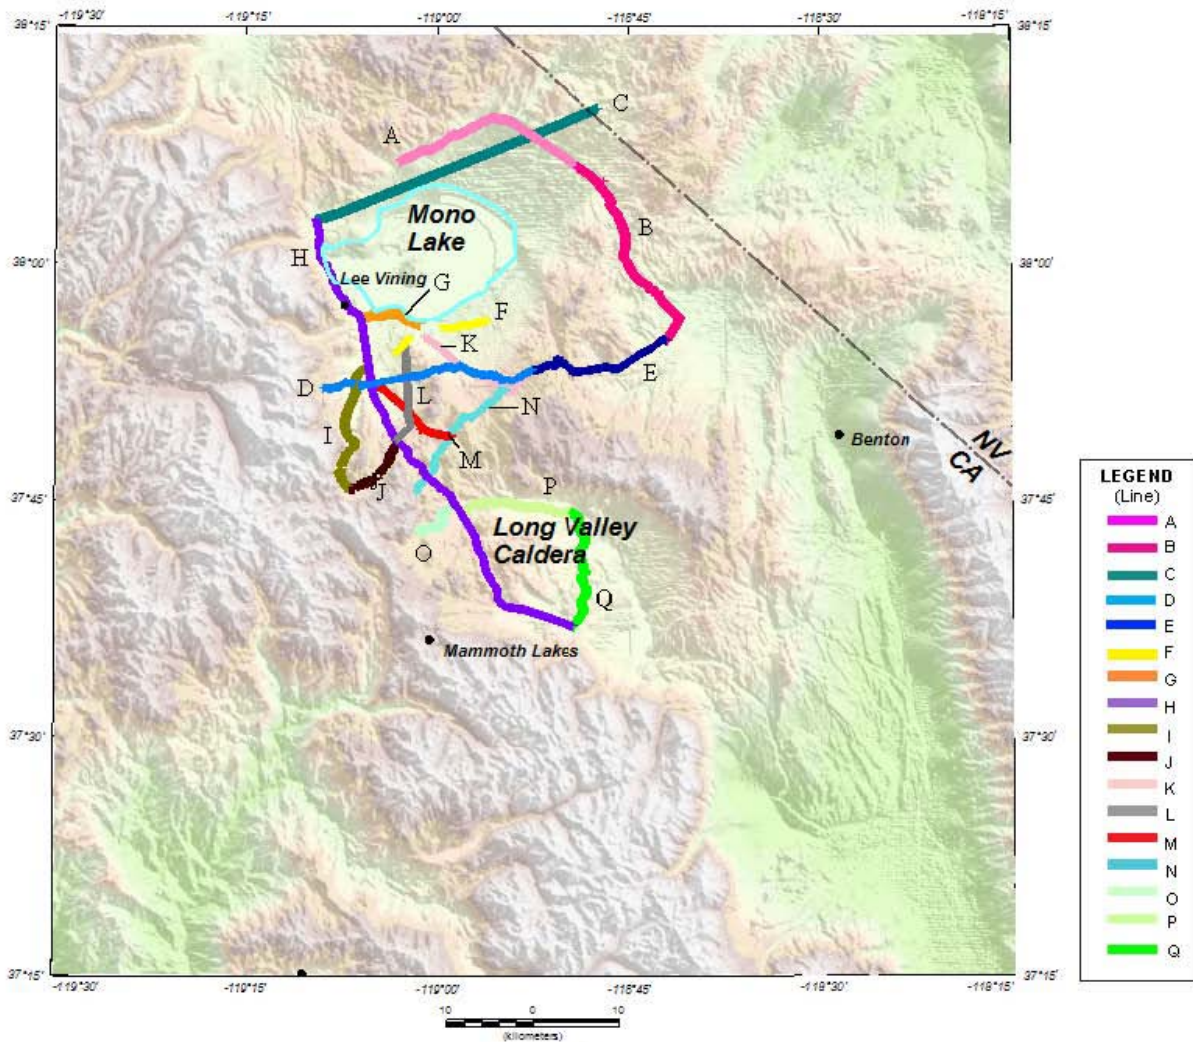 -119°30' -119°15' -119°00' -118°45' -118°30' -118°15'
38°15' 38°15'
C
A
Mono
Lake
B
H
38°00' 38°00'
Lee Vining
G
F
K
D
E
L
N
I
Benton
NV
CA
M
J
P
37°45' 37°45'
Long Valley
Caldera
O
Q
Mammoth Lakes
37°30' 37°30'
37°15' 37°15'
-119°30' -119°15' -119°00' -118°45' -118°30' -118°15'
10 0 10
(kilometers)
LEGEND
(Line)
A
B
C
D
E
F
G
H
I
J
K
L
M
N
O
P
Q